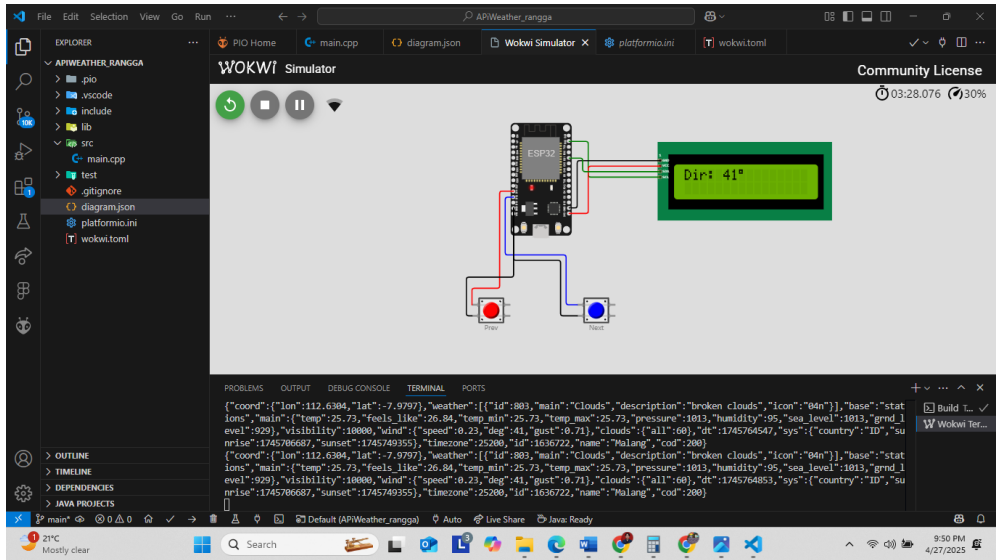 File Edit Selection View Go Run ... APiWeather_rangga
EXPLORER ...
PIO Home main.cpp diagram.json Wokwi Simulator platformio.ini wokwi.toml
APIWEATHER_RANGGA
.pio
.vscode
include
lib
src
main.cpp
test
.gitignore
diagram.json
platformio.ini
wokwi.toml
10K
1
WOKWi Simulator
Community License
03:28.076 30%
ESP32
Dir: 41°
Prev
Next
PROBLEMS OUTPUT DEBUG CONSOLE TERMINAL PORTS
{"coord":{"lon":112.6304,"lat":-7.9797},"weather":[{"id":803,"main":"Clouds","description":"broken clouds","icon":"04n"}],"base":"stat
ions","main":{"temp":25.73,"feels_like":26.84,"temp_min":25.73,"temp_max":25.73,"pressure":1013,"humidity":95,"sea_level":1013,"grnd_l
evel":929},"visibility":10000,"wind":{"speed":0.23,"deg":41,"gust":0.71},"clouds":{"all":60},"dt":1745764547,"sys":{"country":"ID","su
nrise":1745706687,"sunset":1745749355},"timezone":25200,"id":1636722,"name":"Malang","cod":200}
{"coord":{"lon":112.6304,"lat":-7.9797},"weather":[{"id":803,"main":"Clouds","description":"broken clouds","icon":"04n"}],"base":"stat
ions","main":{"temp":25.73,"feels_like":26.84,"temp_min":25.73,"temp_max":25.73,"pressure":1013,"humidity":95,"sea_level":1013,"grnd_l
evel":929},"visibility":10000,"wind":{"speed":0.23,"deg":41,"gust":0.71},"clouds":{"all":60},"dt":1745764853,"sys":{"country":"ID","su
nrise":1745706687,"sunset":1745749355},"timezone":25200,"id":1636722,"name":"Malang","cod":200}
Build T...
Wokwi Ter...
OUTLINE
TIMELINE
DEPENDENCIES
JAVA PROJECTS
main* 0 0 0 Default (APiWeather_rangga) Auto Live Share Java: Ready
1
21°C
Mostly clear
Search
3
9:50 PM
4/27/2025